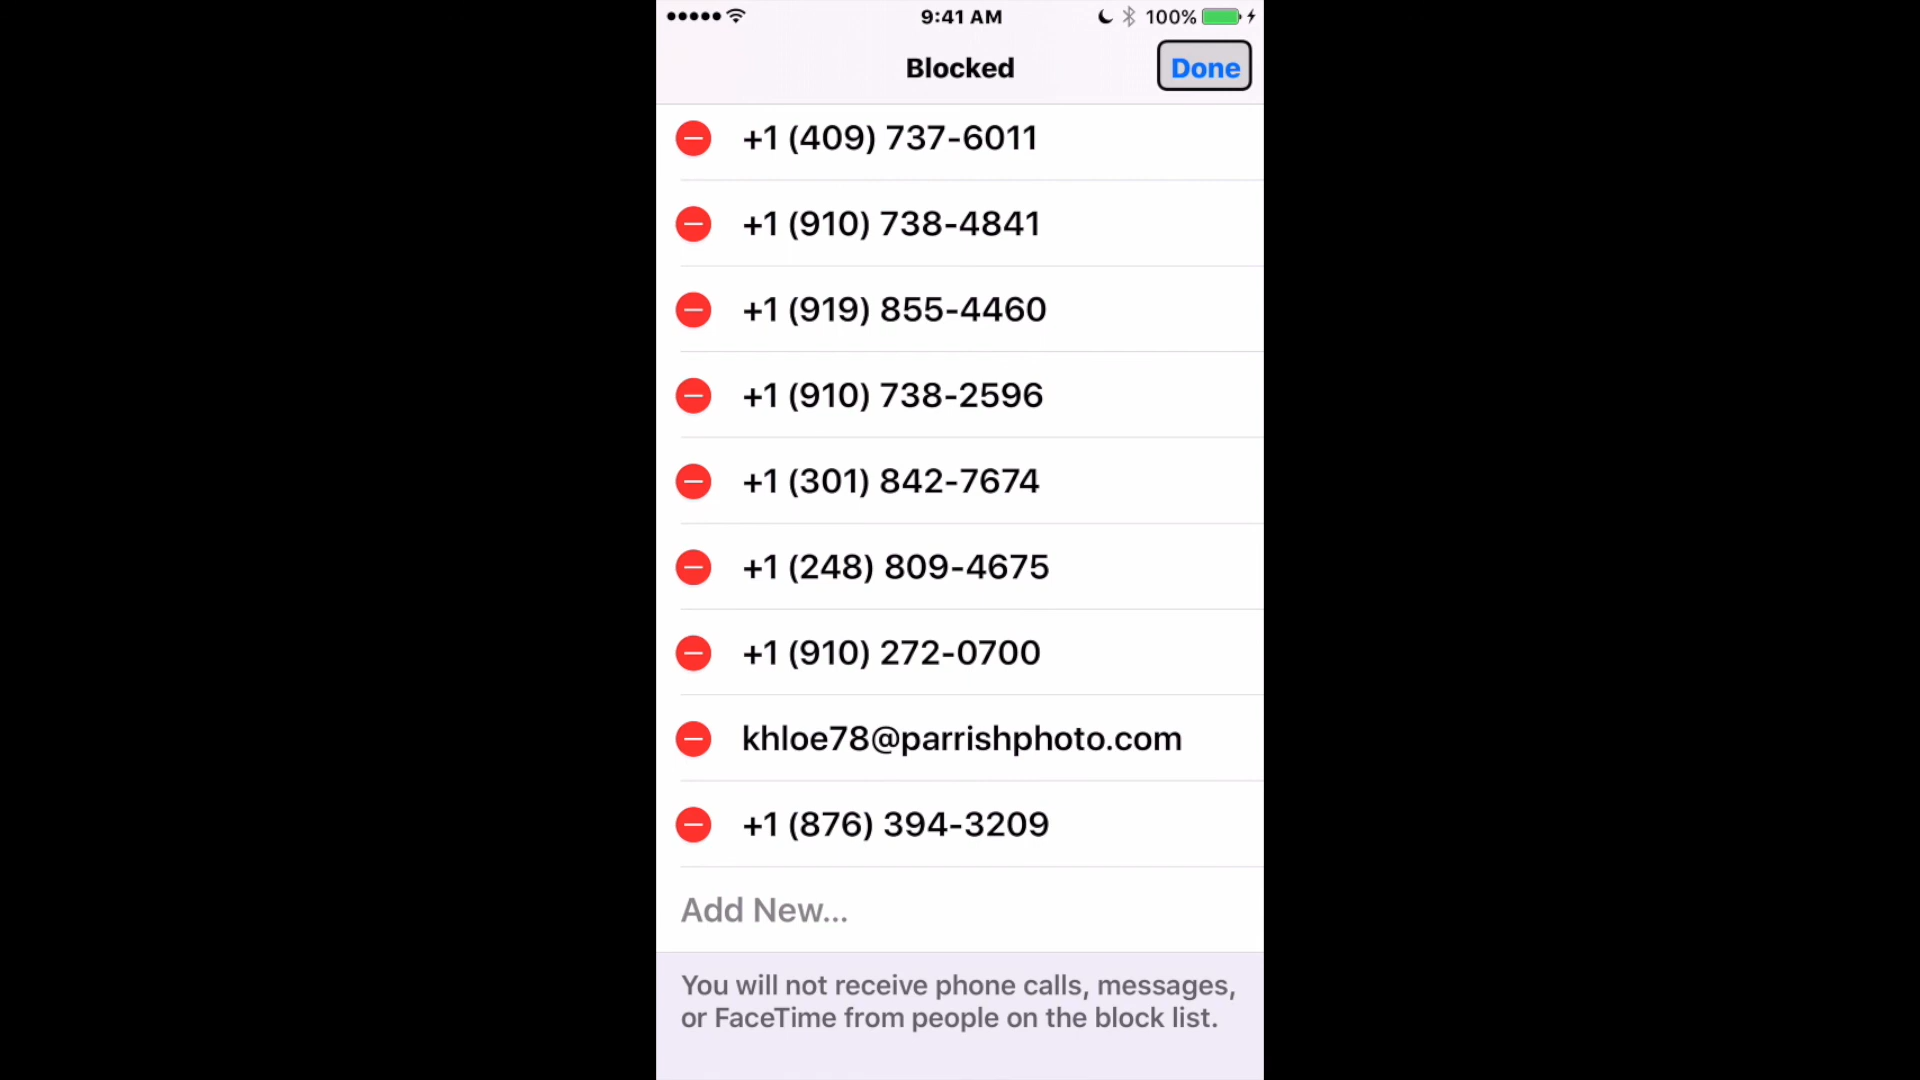 9:41 AM
100%
Blocked
Done
+1 (409) 737-6011
+1 (910) 738-4841
+1 (919) 855-4460
+1 (910) 738-2596
+1 (301) 842-7674
+1 (248) 809-4675
+1 (910) 272-0700
khloe78@parrishphoto.com
+1 (876) 394-3209
Add New...
You will not receive phone calls, messages,
or FaceTime from people on the block list.